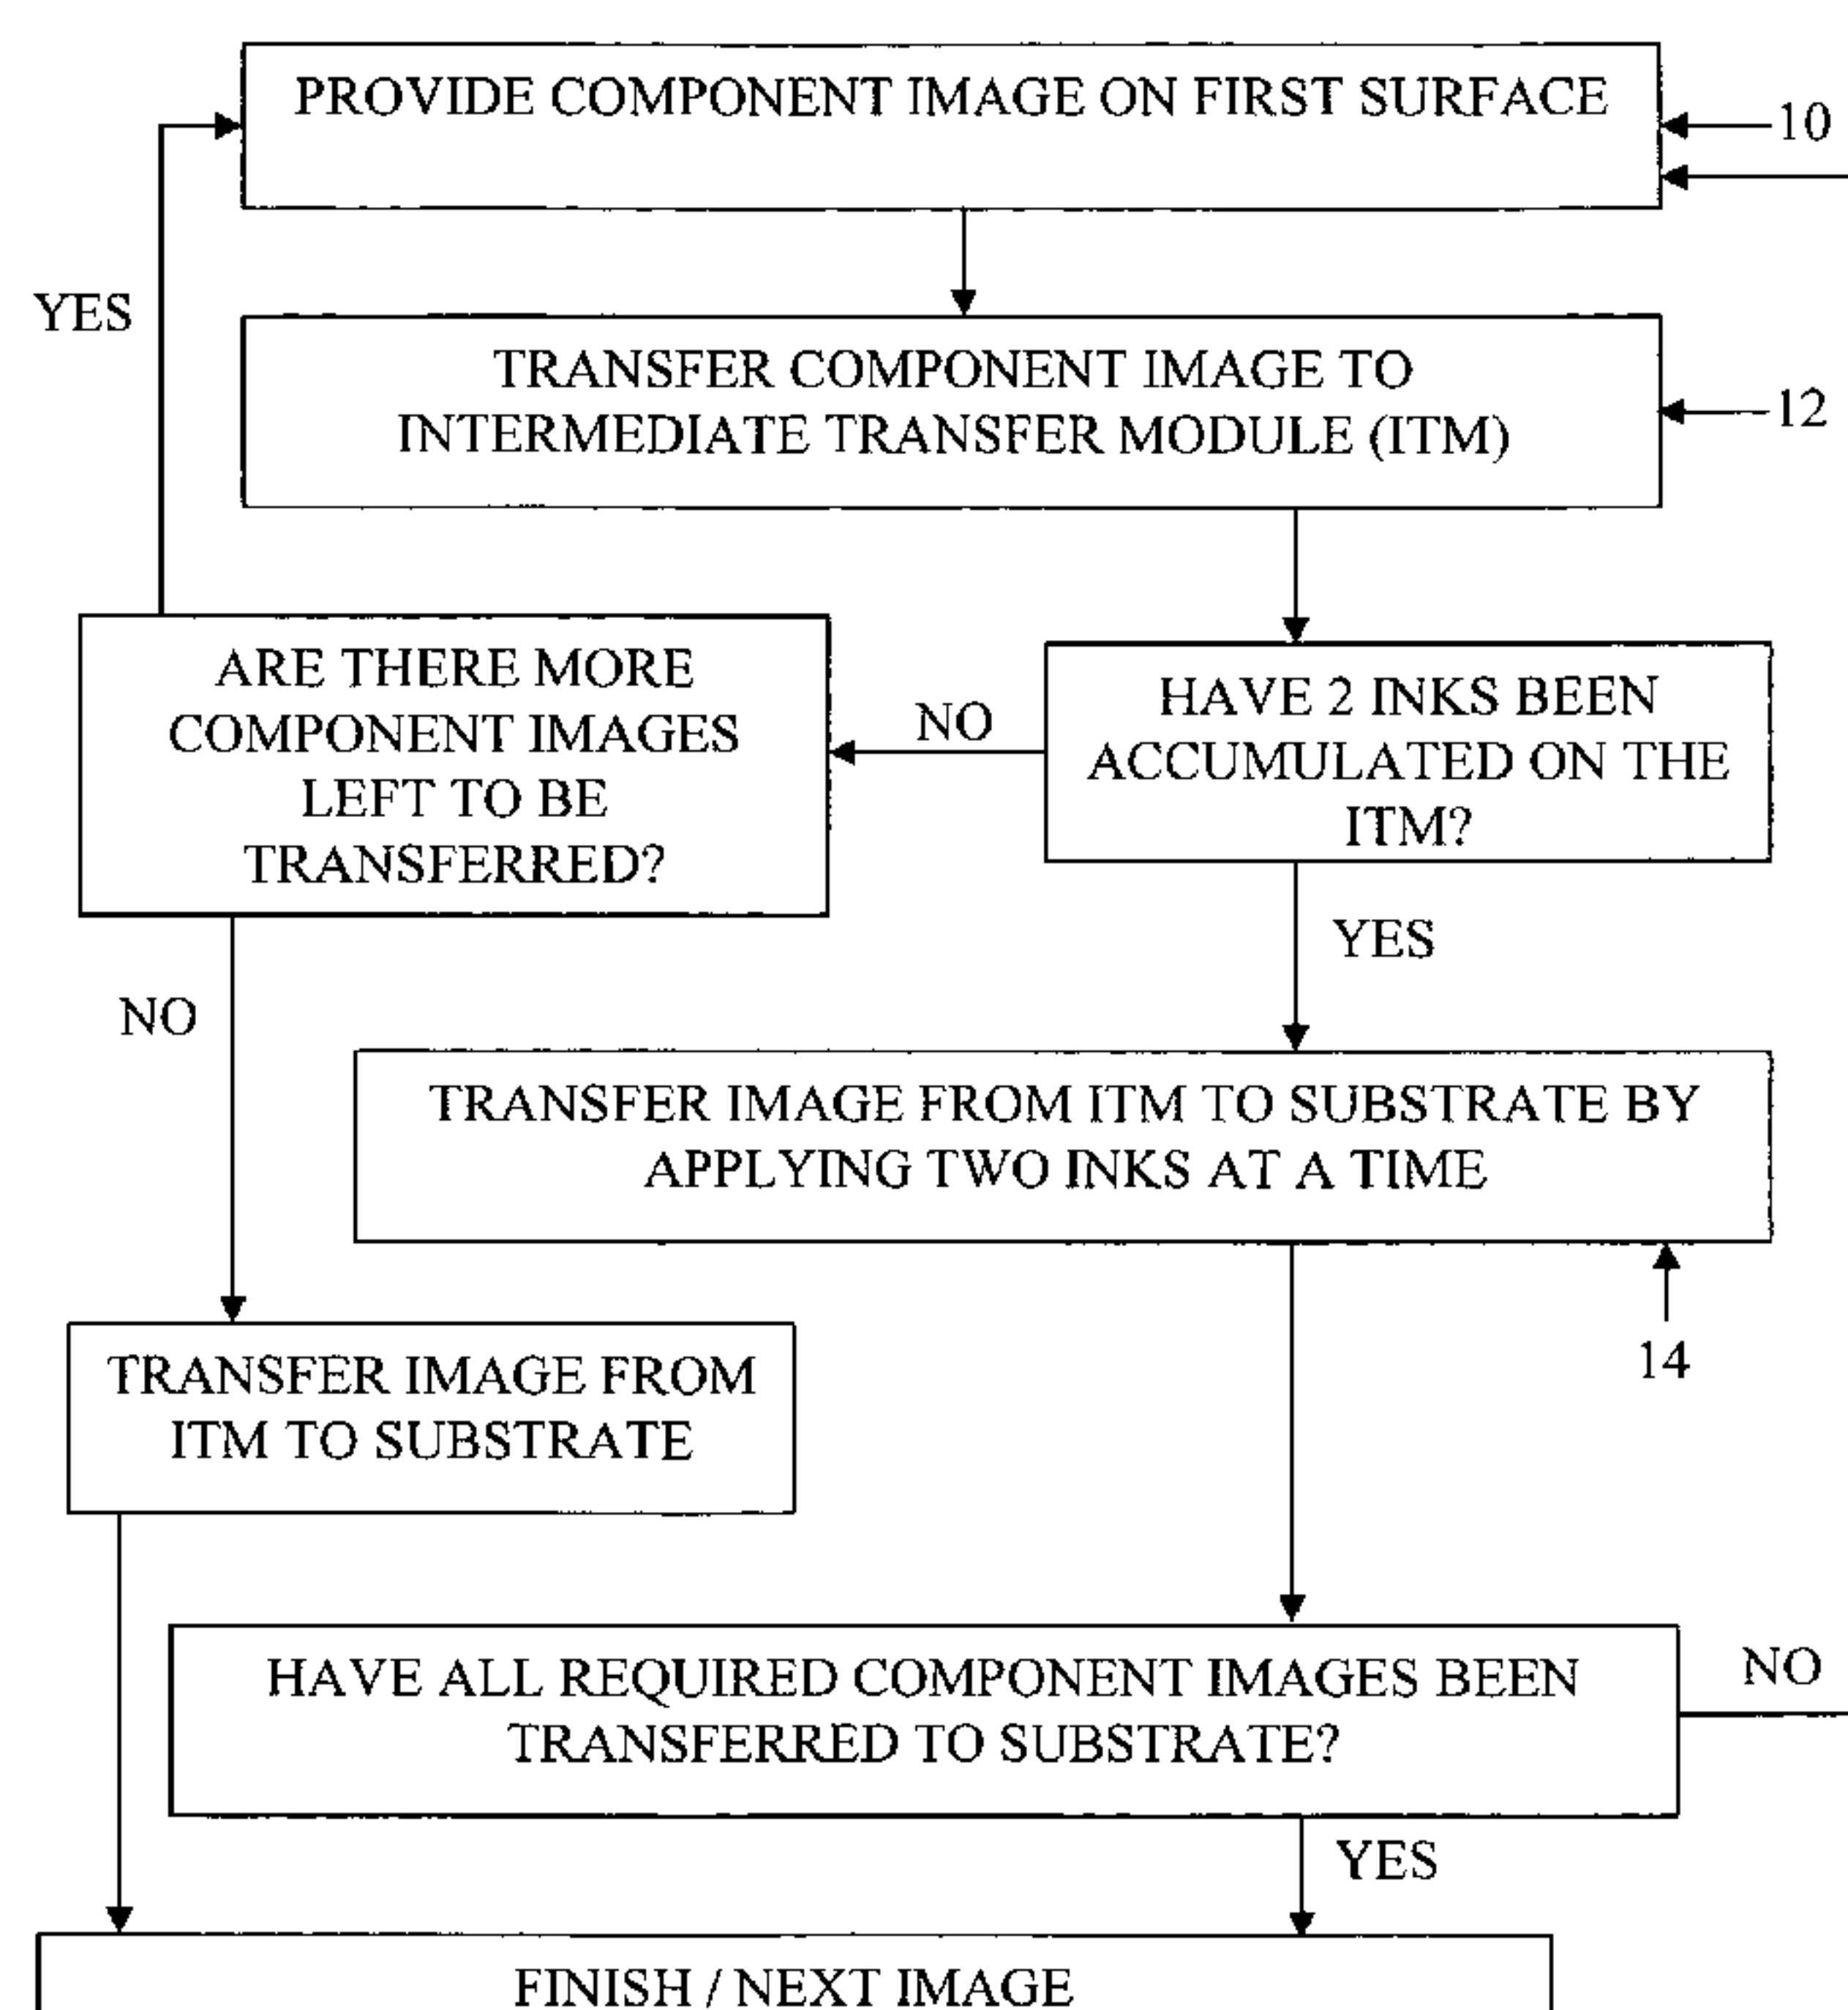 PROVIDE COMPONENT IMAGE ON FIRST SURFACE
10
YES
TRANSFER COMPONENT IMAGE TO
INTERMEDIATE TRANSFER MODULE (ITM)
12
ARE THERE MORE
COMPONENT IMAGES
LEFT TO BE
TRANSFERRED?
NO
HAVE 2 INKS BEEN
ACCUMULATED ON THE
ITM?
YES
NO
TRANSFER IMAGE FROM ITM TO SUBSTRATE BY
APPLYING TWO INKS AT A TIME
14
TRANSFER IMAGE FROM
ITM TO SUBSTRATE
HAVE ALL REQUIRED COMPONENT IMAGES BEEN
TRANSFERRED TO SUBSTRATE?
NO
YES
FINISH / NEXT IMAGE